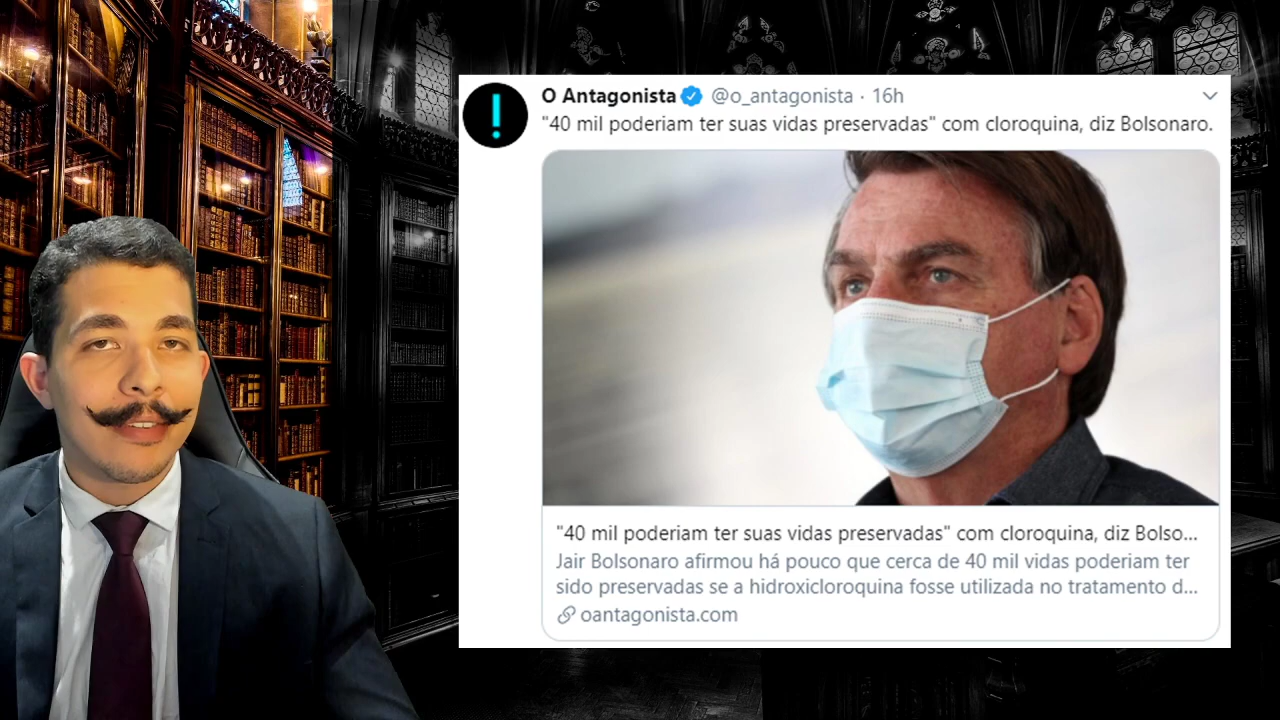 O Antagonista @o_antagonista · 16h
"40 mil poderiam ter suas vidas preservadas" com cloroquina, diz Bolsonaro.
"40 mil poderiam ter suas vidas preservadas" com cloroquina, diz Bolso...
Jair Bolsonaro afirmou há pouco que cerca de 40 mil vidas poderiam ter
sido preservadas se a hidroxicloroquina fosse utilizada no tratamento d...
oantagonista.com